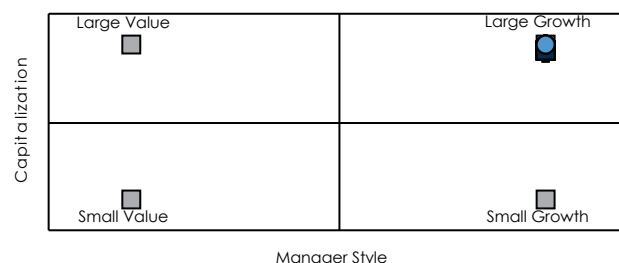 Large Value
Large Growth
Capitalization
Small Value
Small Growth
Manager Style